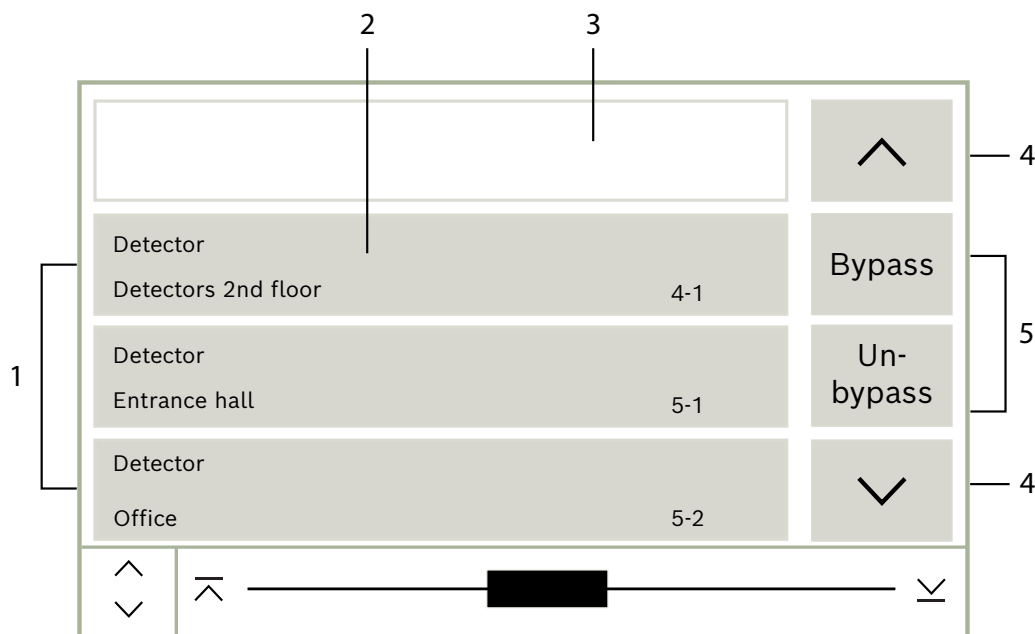 2
3
4
Detector
Detectors 2nd floor
4-1
Bypass
1
Detector
Entrance hall
5-1
Un-
bypass
5
Detector
Office
5-2
4